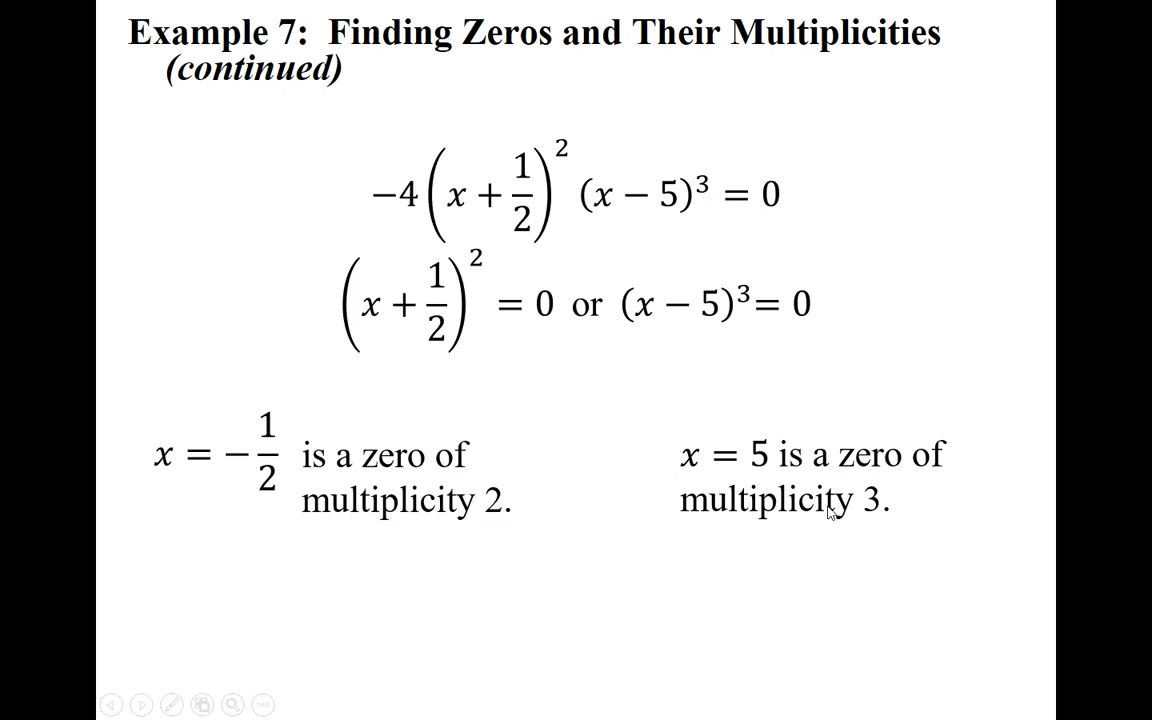 Example 7: Finding Zeros and Their Multiplicities
(continued)
−4(x + 1/2)² (x − 5)³ = 0
(x + 1/2)² = 0 or (x − 5)³= 0
x = −1/2 is a zero of
multiplicity 2.
x = 5 is a zero of
multiplicity 3.